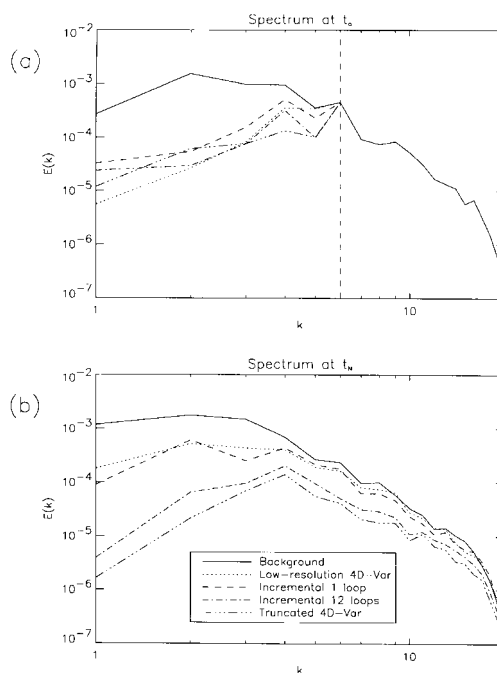 Spectrum at t₀
(a)
10⁻²
10⁻³
10⁻⁴
10⁻⁵
10⁻⁶
10⁻⁷
E(k)
1
10
k
Spectrum at t_N
(b)
10⁻²
10⁻³
10⁻⁴
10⁻⁵
10⁻⁶
10⁻⁷
E(k)
Background
Low-resolution 4D-Var
Incremental 1 loop
Incremental 12 loops
Truncated 4D-Var
1
10
k